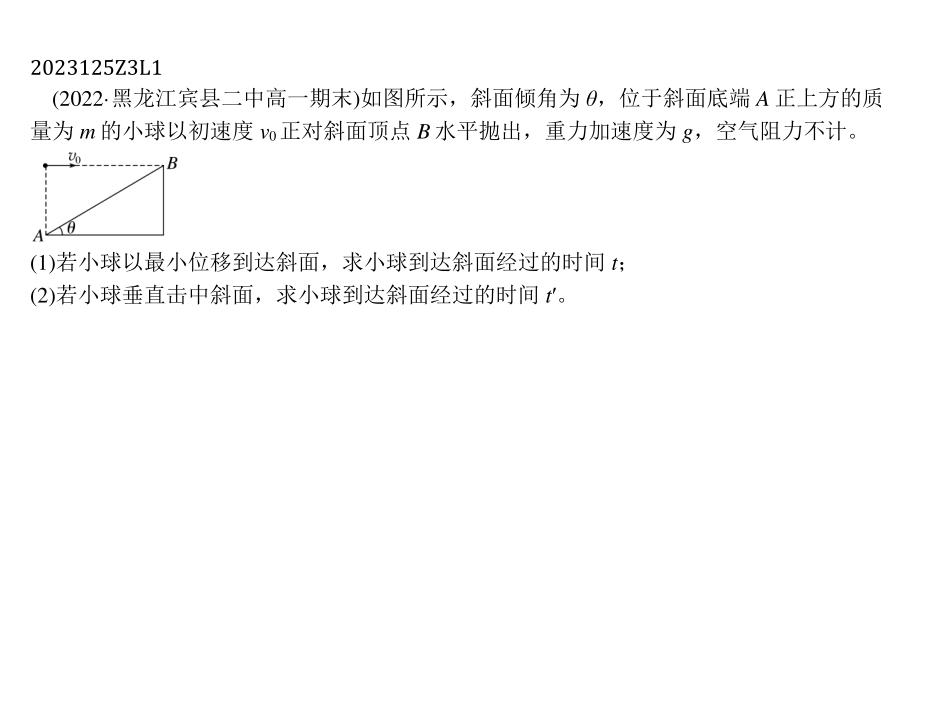 2023125Z3L1
(2022·黑龙江宾县二中高一期末)如图所示，斜面倾角为 θ，位于斜面底端 A 正上方的质
量为 m 的小球以初速度 v₀正对斜面顶点 B 水平抛出，重力加速度为 g，空气阻力不计。
v₀
B
A
θ
(1)若小球以最小位移到达斜面，求小球到达斜面经过的时间 t；
(2)若小球垂直击中斜面，求小球到达斜面经过的时间 t′。